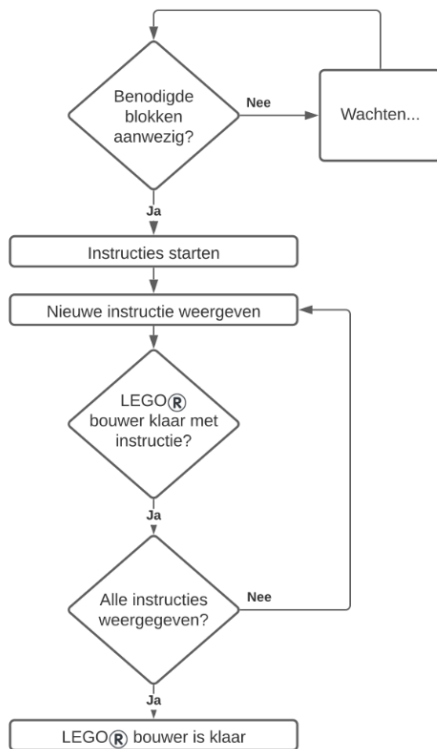 Benodigde
blokken
aanwezig?
Nee
Wachten...
Ja
Instructies starten
Nieuwe instructie weergeven
LEGO®
bouwer klaar met
instructie?
Ja
Alle instructies
weergegeven?
Nee
Ja
LEGO® bouwer is klaar